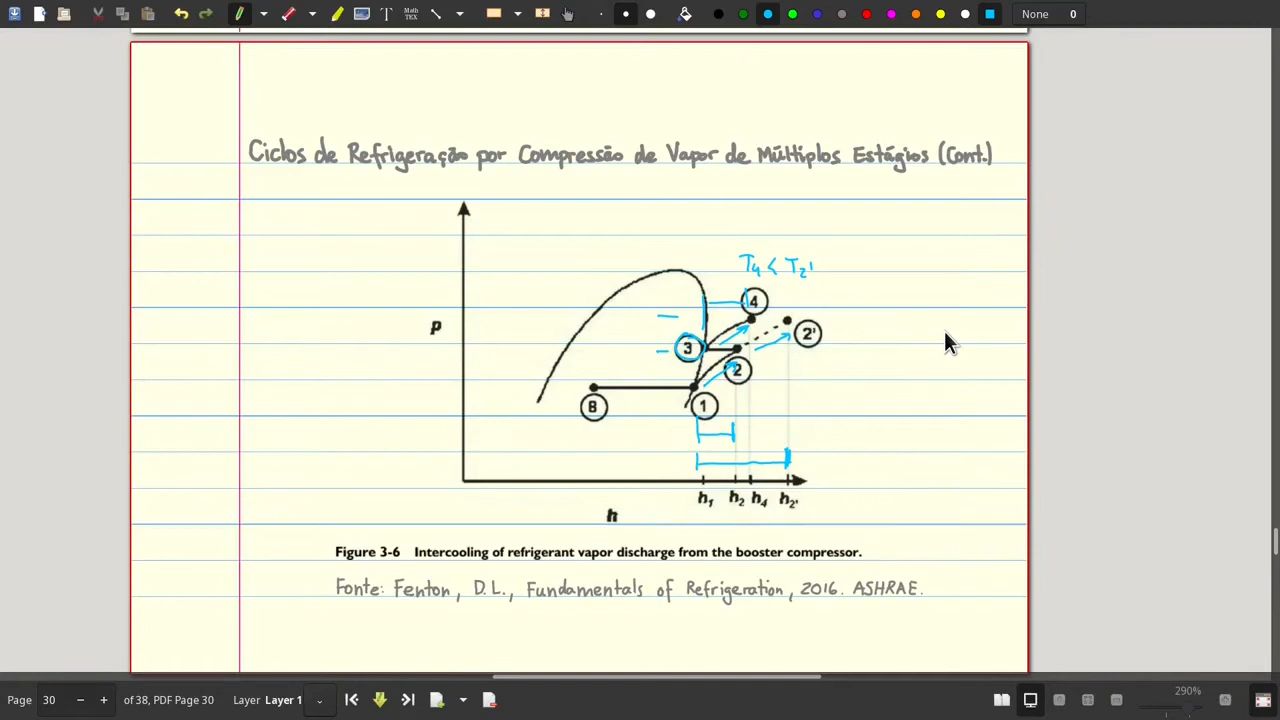 T
Math
TEX
None 0
Ciclos de Refrigeração por Compressão de Vapor de Múltiplos Estágios (Cont.)
T4 < T2'
4
P
3
2'
2
8
1
h1 h2 h4 h2'
h
Figure 3-6 Intercooling of refrigerant vapor discharge from the booster compressor.
Fonte: Fenton, D.L., Fundamentals of Refrigeration, 2016. ASHRAE.
Page 30 of 38, PDF Page 30 Layer Layer 1 290%